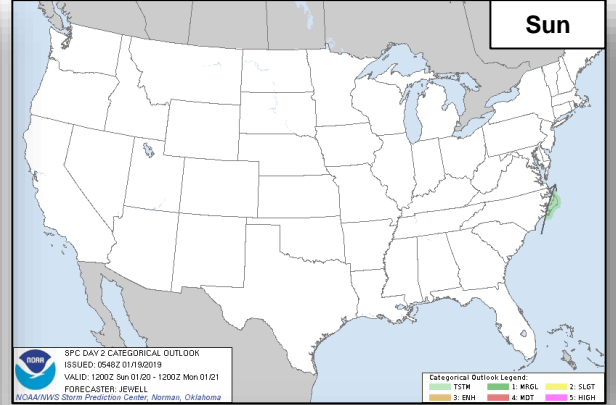 Sun
NOAA
SPC DAY 2 CATEGORICAL OUTLOOK
ISSUED: 0548Z 01/19/2019
VALID: 1200Z Sun 01/20 - 1200Z Mon 01/21
FORECASTER: JEWELL
NOAA/NWS Storm Prediction Center, Norman, Oklahoma
Categorical Outlook Legend:
TSTM 1: MRGL 2: SLGT
3: ENH 4: MDT 5: HIGH